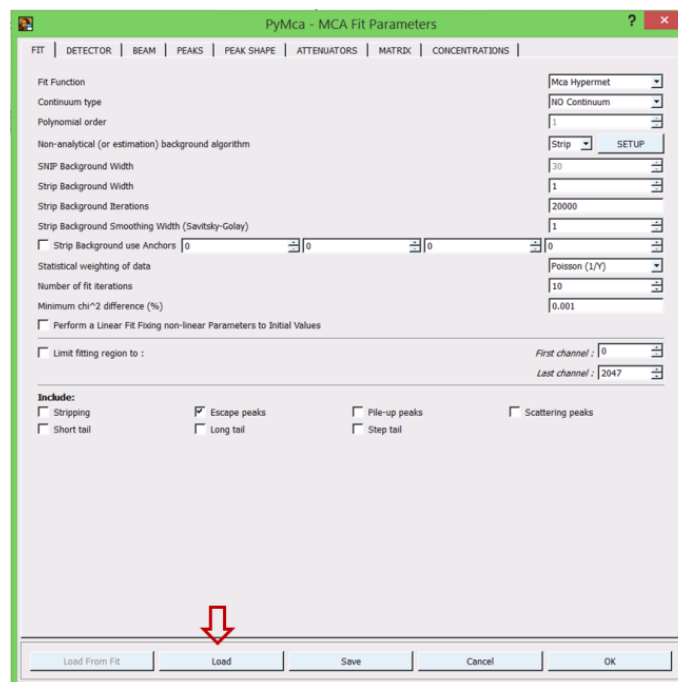 PyMca - MCA Fit Parameters ? ×
FIT | DETECTOR | BEAM | PEAKS | PEAK SHAPE | ATTENUATORS | MATRIX | CONCENTRATIONS |
Fit Function Mca Hypermet
Continuum type NO Continuum
Polynomial order 1
Non-analytical (or estimation) background algorithm Strip SETUP
SNIP Background Width 30
Strip Background Width 1
Strip Background Iterations 20000
Strip Background Smoothing Width (Savitsky-Golay) 1
Strip Background use Anchors 0 0 0 0
Statistical weighting of data Poisson (1/Y)
Number of fit iterations 10
Minimum chi^2 difference (%) 0.001
Perform a Linear Fit Fixing non-linear Parameters to Initial Values
Limit fitting region to : First channel : 0
Last channel : 2047
Include:
Stripping Escape peaks Pile-up peaks Scattering peaks
Short tail Long tail Step tail
Load From Fit Load Save Cancel OK